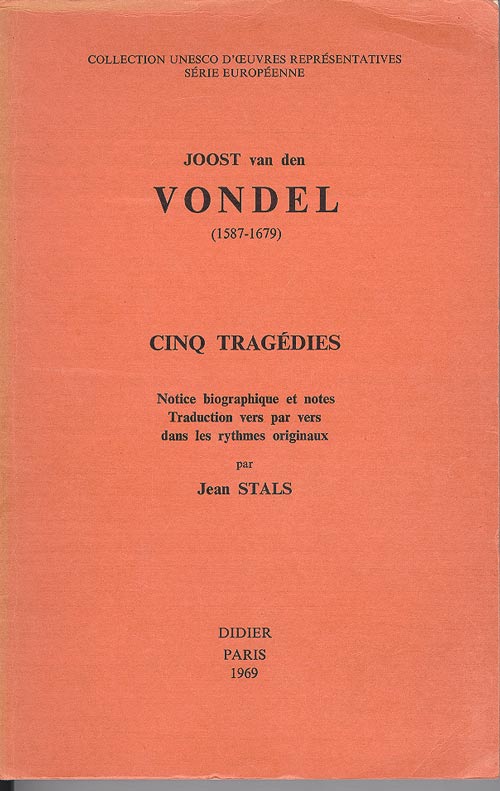 COLLECTION UNESCO D'ŒUVRES REPRÉSENTATIVES
SÉRIE EUROPÉENNE
JOOST van den
VONDEL
(1587-1679)
CINQ TRAGÉDIES
Notice biographique et notes
Traduction vers par vers
dans les rythmes originaux
par
Jean STALS
DIDIER
PARIS
1969